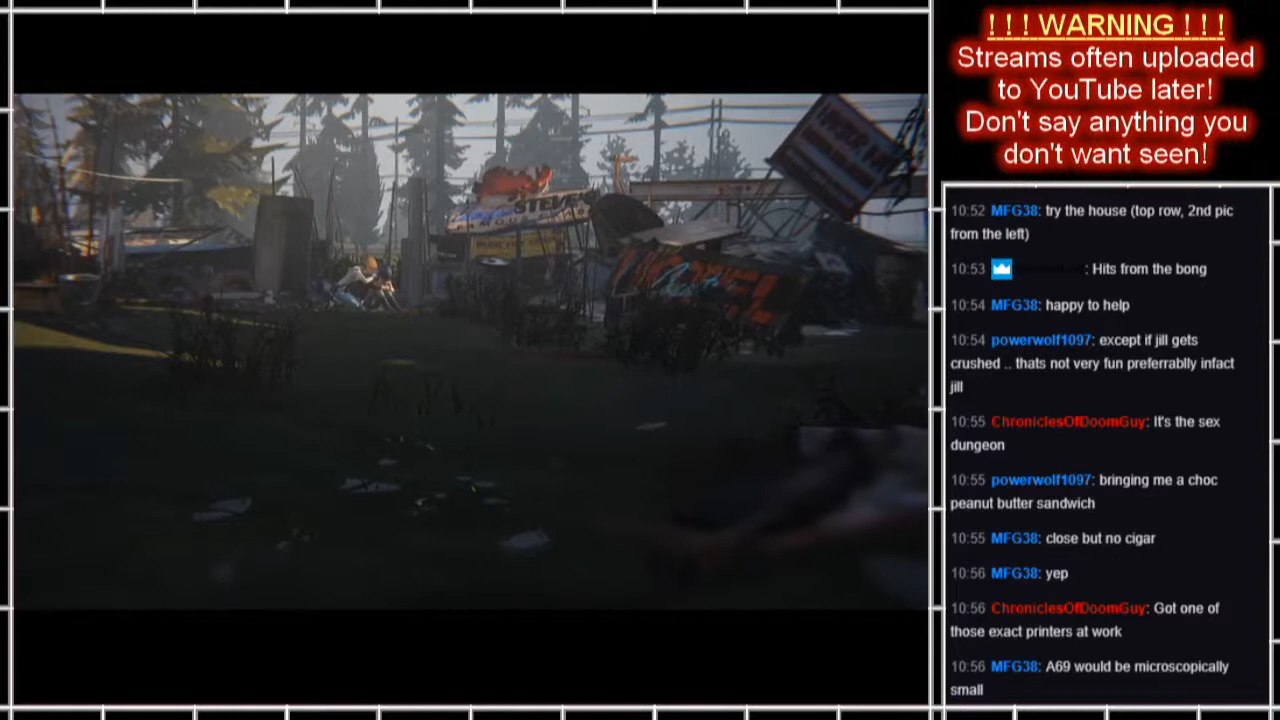 ! ! ! WARNING ! ! !
Streams often uploaded
to YouTube later!
Don't say anything you
don't want seen!
10:52 MFG38: try the house (top row, 2nd pic
from the left)
10:53 : Hits from the bong
10:54 MFG38: happy to help
10:54 powerwolf1097: except if jill gets
crushed .. thats not very fun preferrablly infact
jill
10:55 ChroniclesOfDoomGuy: It's the sex
dungeon
10:55 powerwolf1097: bringing me a choc
peanut butter sandwich
10:55 MFG38: close but no cigar
10:56 MFG38: yep
10:56 ChroniclesOfDoomGuy: Got one of
those exact printers at work
10:56 MFG38: A69 would be microscopically
small